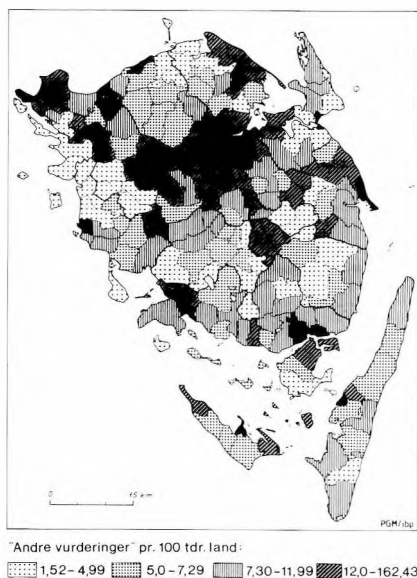 0 15 km
PGM/ibp
"Andre vurderinger" pr. 100 tdr. land:
1,52-4,99 5,0-7,29 7,30-11,99 12,0-162,43